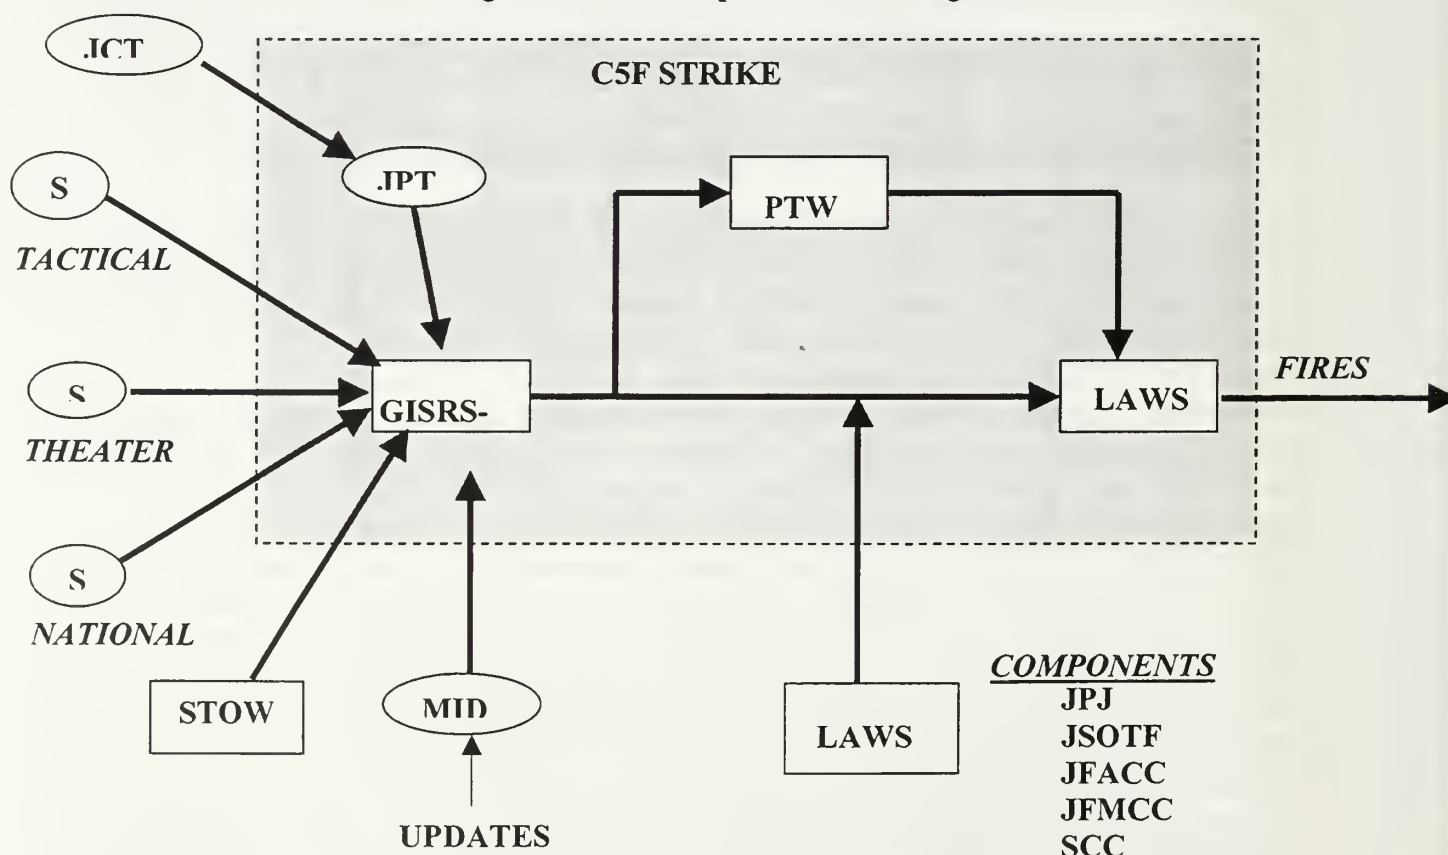 C5F STRIKE
JCT
JPT
S
TACTICAL
PTW
S
THEATER
GISRS-
LAWS
FIRES
S
NATIONAL
STOW
MID
UPDATES
LAWS
COMPONENTS
JPJ
JSOTF
JFACC
JFMCC
SCC